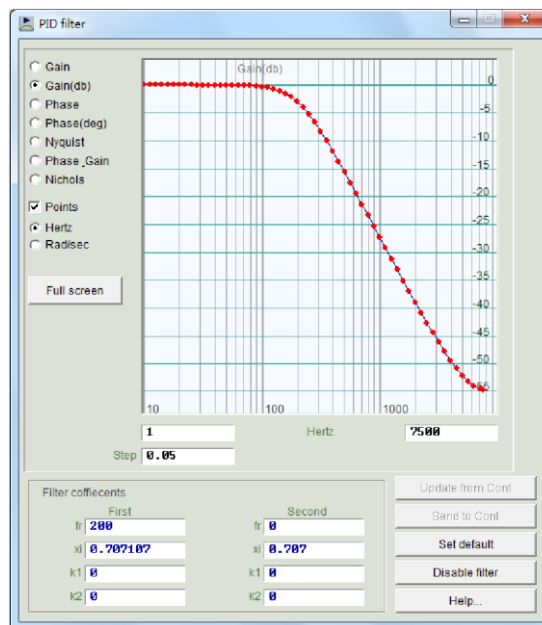 PID filter
Gain
Gain(db)
Phase
Phase(deg)
Nyquist
Phase_Gain
Nichols
Points
Hertz
Rad/sec
Full screen
Gain(db)
0
-5
-10
-15
-20
-25
-30
-35
-40
-45
-50
10
100
1000
1
Hertz
7500
Step 0.05
Filter cofficients
First
Second
fr 200
fr 0
xi 0.707107
xi 0.707
k1 0
k1 0
k2 0
k2 0
Update from Cont
Send to Cont
Set default
Disable filter
Help...